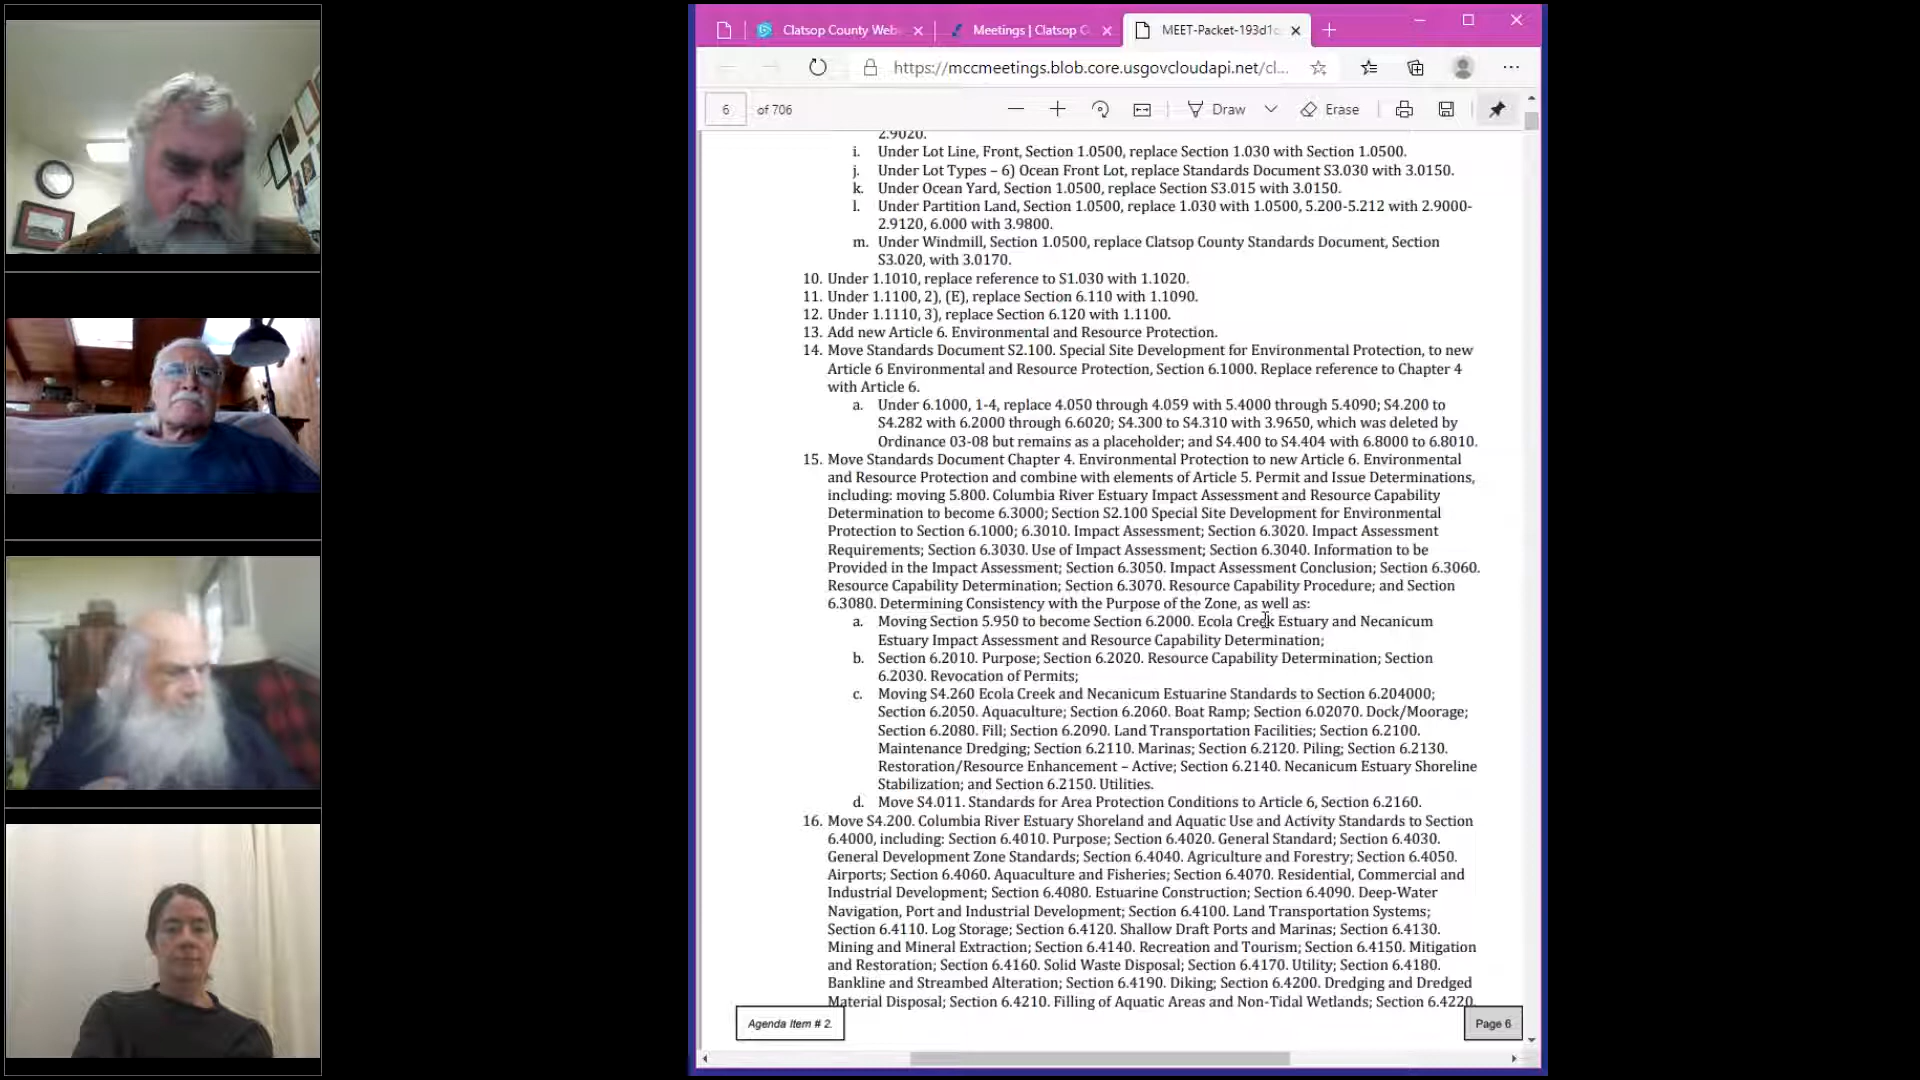 Clatsop County Web
Meetings | Clatsop C
MEET-Packet-193d1c
https://mccmeetings.blob.core.usgovcloudapi.net/cl...
6 of 706
Draw
Erase
2.9020.
i. Under Lot Line, Front, Section 1.0500, replace Section 1.030 with Section 1.0500.
j. Under Lot Types – 6) Ocean Front Lot, replace Standards Document S3.030 with 3.0150.
k. Under Ocean Yard, Section 1.0500, replace Section S3.015 with 3.0150.
l. Under Partition Land, Section 1.0500, replace 1.030 with 1.0500, 5.200-5.212 with 2.9000-
2.9120, 6.000 with 3.9800.
m. Under Windmill, Section 1.0500, replace Clatsop County Standards Document, Section
S3.020, with 3.0170.
10. Under 1.1010, replace reference to S1.030 with 1.1020.
11. Under 1.1100, 2), (E), replace Section 6.110 with 1.1090.
12. Under 1.1110, 3), replace Section 6.120 with 1.1100.
13. Add new Article 6. Environmental and Resource Protection.
14. Move Standards Document S2.100. Special Site Development for Environmental Protection, to new
Article 6 Environmental and Resource Protection, Section 6.1000. Replace reference to Chapter 4
with Article 6.
a. Under 6.1000, 1-4, replace 4.050 through 4.059 with 5.4000 through 5.4090; S4.200 to
S4.282 with 6.2000 through 6.6020; S4.300 to S4.310 with 3.9650, which was deleted by
Ordinance 03-08 but remains as a placeholder; and S4.400 to S4.404 with 6.8000 to 6.8010.
15. Move Standards Document Chapter 4. Environmental Protection to new Article 6. Environmental
and Resource Protection and combine with elements of Article 5. Permit and Issue Determinations,
including: moving 5.800. Columbia River Estuary Impact Assessment and Resource Capability
Determination to become 6.3000; Section S2.100 Special Site Development for Environmental
Protection to Section 6.1000; 6.3010. Impact Assessment; Section 6.3020. Impact Assessment
Requirements; Section 6.3030. Use of Impact Assessment; Section 6.3040. Information to be
Provided in the Impact Assessment; Section 6.3050. Impact Assessment Conclusion; Section 6.3060.
Resource Capability Determination; Section 6.3070. Resource Capability Procedure; and Section
6.3080. Determining Consistency with the Purpose of the Zone, as well as:
a. Moving Section 5.950 to become Section 6.2000. Ecola Creek Estuary and Necanicum
Estuary Impact Assessment and Resource Capability Determination;
b. Section 6.2010. Purpose; Section 6.2020. Resource Capability Determination; Section
6.2030. Revocation of Permits;
c. Moving S4.260 Ecola Creek and Necanicum Estuarine Standards to Section 6.204000;
Section 6.2050. Aquaculture; Section 6.2060. Boat Ramp; Section 6.02070. Dock/Moorage;
Section 6.2080. Fill; Section 6.2090. Land Transportation Facilities; Section 6.2100.
Maintenance Dredging; Section 6.2110. Marinas; Section 6.2120. Piling; Section 6.2130.
Restoration/Resource Enhancement – Active; Section 6.2140. Necanicum Estuary Shoreline
Stabilization; and Section 6.2150. Utilities.
d. Move S4.011. Standards for Area Protection Conditions to Article 6, Section 6.2160.
16. Move S4.200. Columbia River Estuary Shoreland and Aquatic Use and Activity Standards to Section
6.4000, including: Section 6.4010. Purpose; Section 6.4020. General Standard; Section 6.4030.
General Development Zone Standards; Section 6.4040. Agriculture and Forestry; Section 6.4050.
Airports; Section 6.4060. Aquaculture and Fisheries; Section 6.4070. Residential, Commercial and
Industrial Development; Section 6.4080. Estuarine Construction; Section 6.4090. Deep-Water
Navigation, Port and Industrial Development; Section 6.4100. Land Transportation Systems;
Section 6.4110. Log Storage; Section 6.4120. Shallow Draft Ports and Marinas; Section 6.4130.
Mining and Mineral Extraction; Section 6.4140. Recreation and Tourism; Section 6.4150. Mitigation
and Restoration; Section 6.4160. Solid Waste Disposal; Section 6.4170. Utility; Section 6.4180.
Bankline and Streambed Alteration; Section 6.4190. Diking; Section 6.4200. Dredging and Dredged
Material Disposal; Section 6.4210. Filling of Aquatic Areas and Non-Tidal Wetlands; Section 6.4220.
Agenda Item # 2.
Page 6